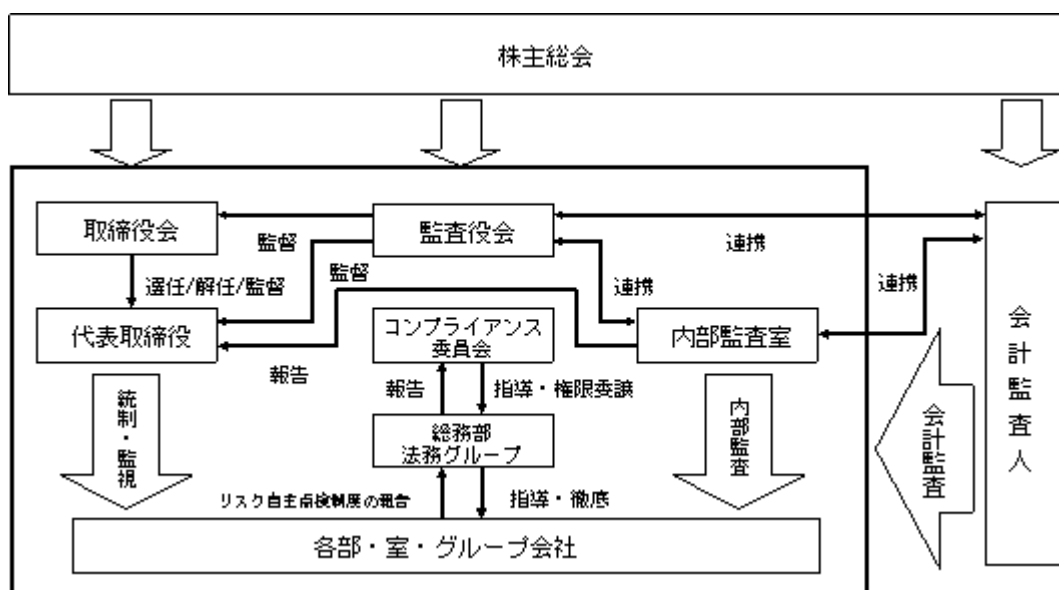 株主総会
取締役会
監査役会
監督
連携
選任/解任/監督
監督
連携
連携
代表取締役
コンプライアンス
委員会
内部監査室
報告
報告
指導・権限委譲
会計監査人
統制・監視
総務部
法務グループ
内部監査
会計監査
リスク自主点検制度の報告
指導・徹底
各部・室・グループ会社